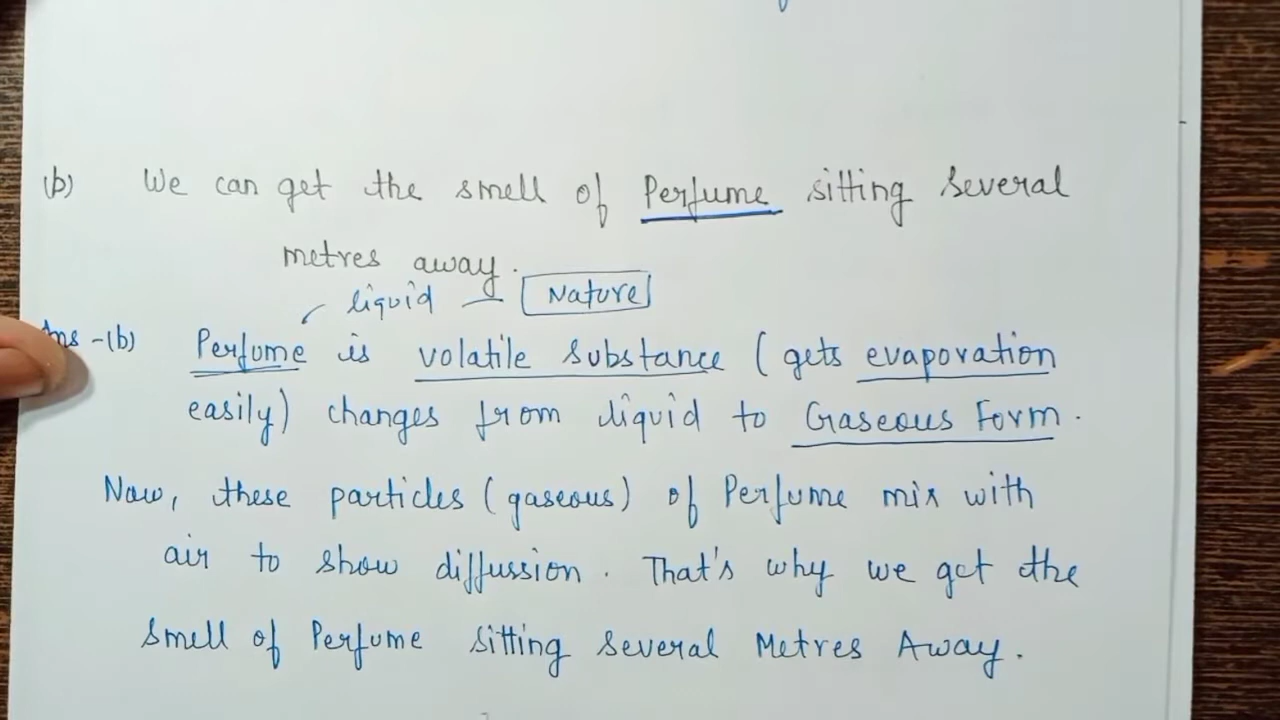 (b) We can get the smell of Perfume sitting several
metres away.
liquid — Nature
Ans-(b) Perfume is volatile substance (gets evaporation
easily) changes from liquid to Gaseous Form.
Now, these particles (gaseous) of Perfume mix with
air to show diffussion. That's why we get the
smell of Perfume sitting several Metres Away.